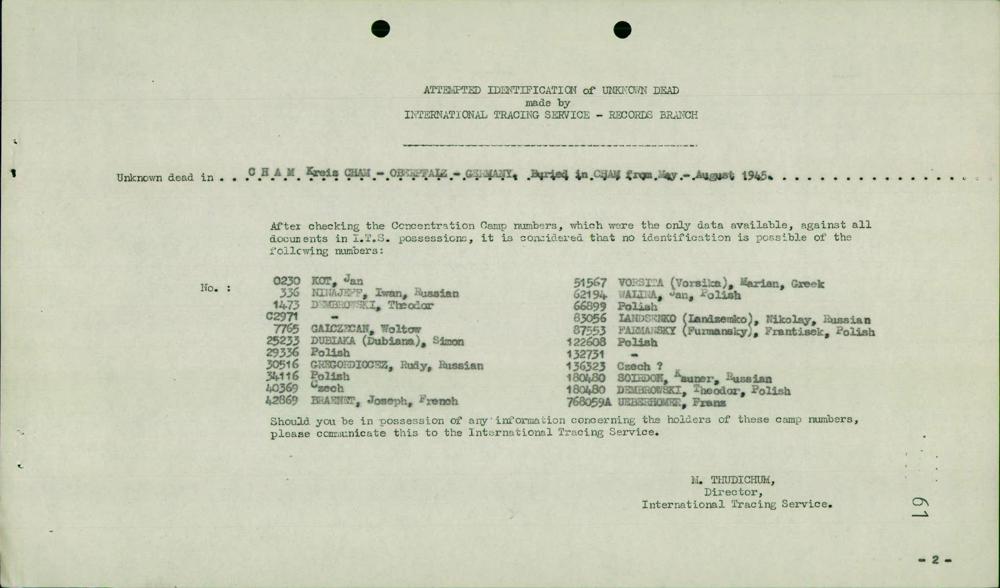 ATTEMPTED IDENTIFICATION of UNKNOWN DEAD
made by
INTERNATIONAL TRACING SERVICE - RECORDS BRANCH
Unknown dead in . . . C H A M Kreis CHAM - OBERPFALZ - GERMANY, Buried in CHAM from May - August 1945.
After checking the Concentration Camp numbers, which were the only data available, against all
documents in I.T.S. possessions, it is considered that no identification is possible of the
following numbers:
No. :
0230 KOT, Jan
336 NINAJEFF, Iwan, Russian
1473 DEMBROWSKI, Theodor
C2971 -
7765 GAICZECAN, Woltow
25233 DUBIAKA (Dubiana), Simon
29336 Polish
30516 GREGORDIOCEZ, Rudy, Russian
34116 Polish
40369 Czech
42869 BRAENET, Joseph, French
51567 VORSITA (Vorsika), Marian, Greek
62194 WALINA, Jan, Polish
66899 Polish
83056 LANDSENKO (Landzemko), Nikolay, Russian
87553 FARMANSKY (Furmansky), Frantisek, Polish
122608 Polish
132731 -
136323 Czech ?
180480 SOIRDON, Kauner, Russian
180480 DEMBROWSKI, Theodor, Polish
768059A UEBERHOMER, Franz
Should you be in possession of any information concerning the holders of these camp numbers,
please communicate this to the International Tracing Service.
M. THUDICHUM,
Director,
International Tracing Service.
61
- 2 -